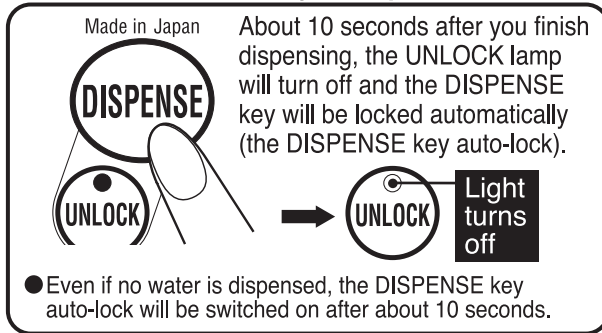 Made in Japan
DISPENSE
UNLOCK
About 10 seconds after you finish
dispensing, the UNLOCK lamp
will turn off and the DISPENSE
key will be locked automatically
(the DISPENSE key auto-lock).
UNLOCK
Light
turns
off
●Even if no water is dispensed, the DISPENSE key
auto-lock will be switched on after about 10 seconds.